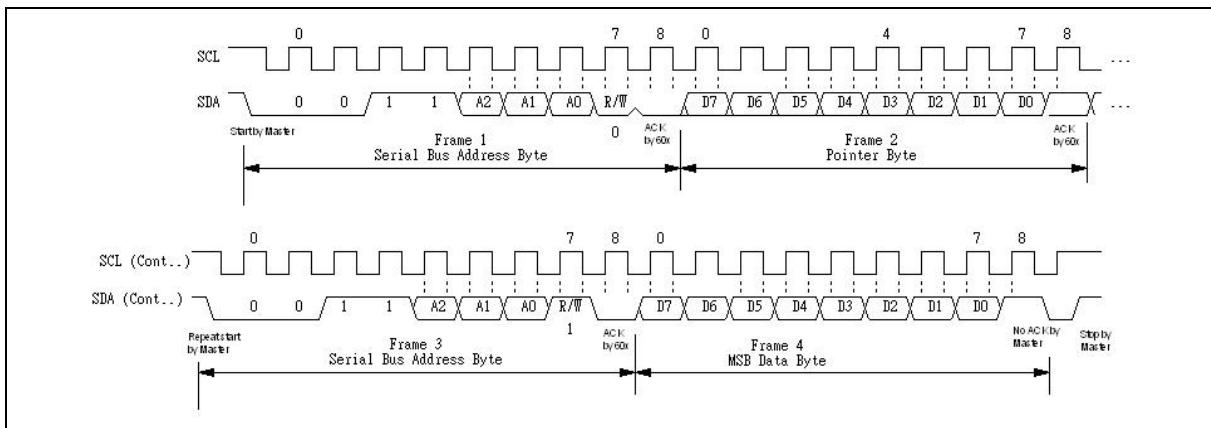 0 7 8 0 4 7 8
SCL ...
SDA 0 0 1 1 A2 A1 A0 R/W D7 D6 D5 D4 D3 D2 D1 D0 ...
0
Start by Master
ACK
by 60x
ACK
by 60x
Frame 1
Serial Bus Address Byte
Frame 2
Pointer Byte
0 7 8 0 7 8
SCL (Cont..)
SDA (Cont..) 0 0 1 1 A2 A1 A0 R/W D7 D6 D5 D4 D3 D2 D1 D0
1
Repeat start
by Master
ACK
by 60x
No ACK by
Master
Stop by
Master
Frame 3
Serial Bus Address Byte
Frame 4
MSB Data Byte